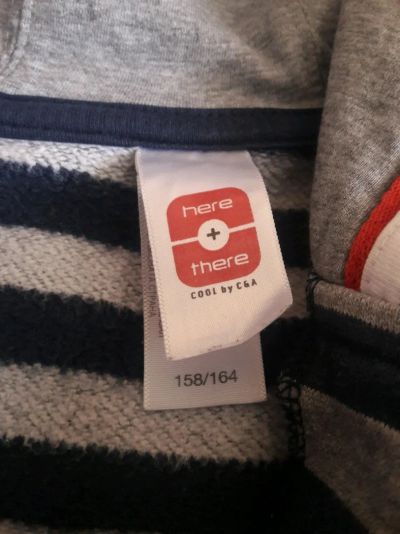 here
+
there
COOL by C&A
158/164